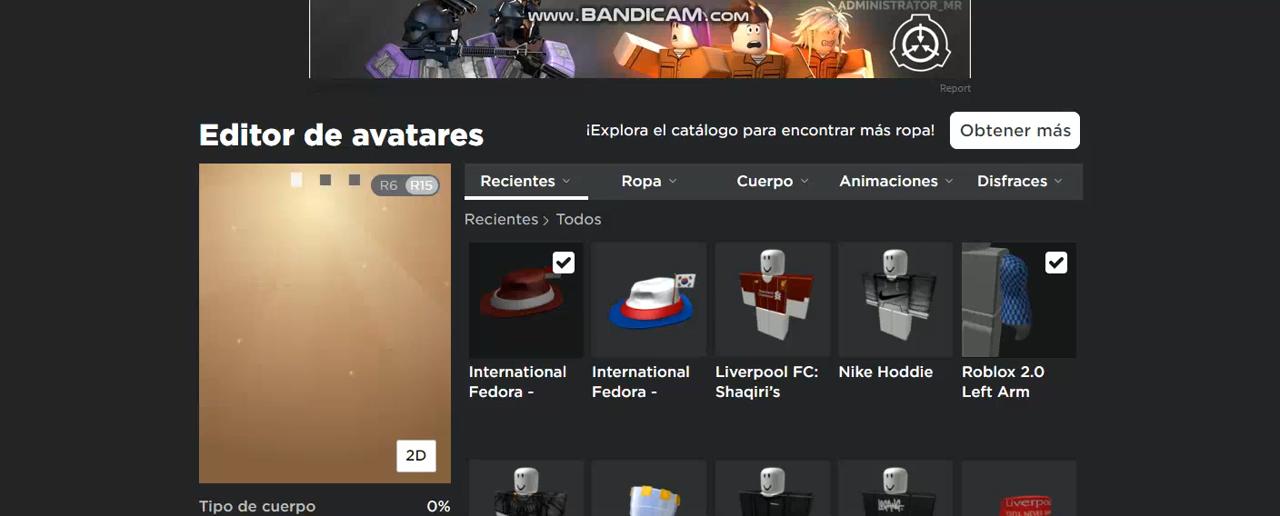 www.BANDICAM.com
ADMINISTRATOR_MR
Report
Editor de avatares
¡Explora el catálogo para encontrar más ropa!
Obtener más
R6 R15
Recientes
Ropa
Cuerpo
Animaciones
Disfraces
Recientes > Todos
International Fedora -
International Fedora -
Liverpool FC: Shaqiri's
Nike Hoddie
Roblox 2.0 Left Arm
2D
Tipo de cuerpo
0%